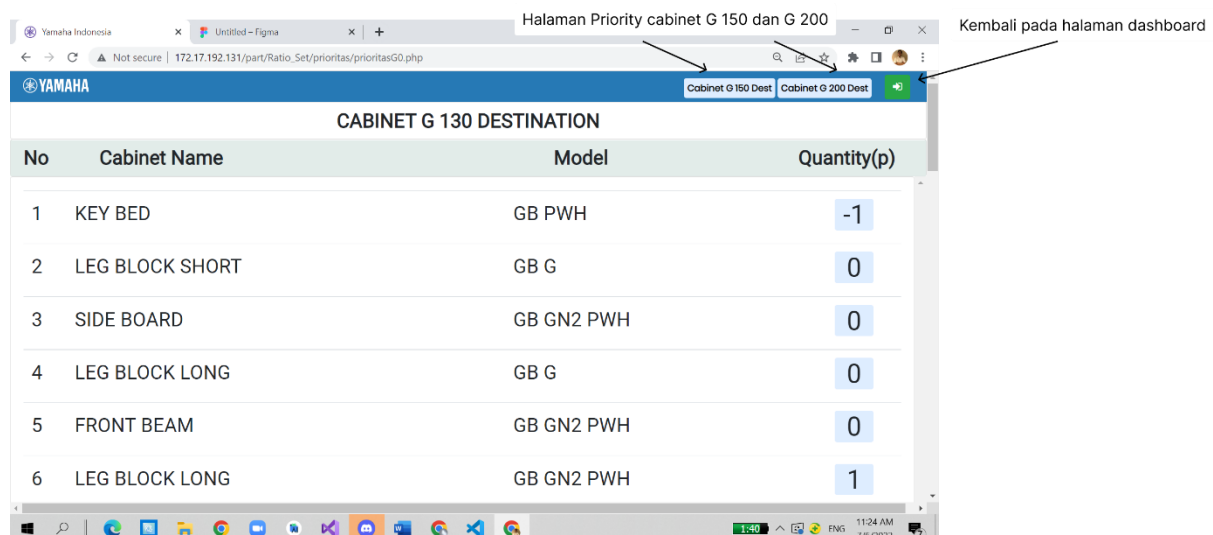 Halaman Priority cabinet G 150 dan G 200
Kembali pada halaman dashboard
Yamaha Indonesia
Untitled – Figma
Not secure | 172.17.192.131/part/Ratio_Set/prioritas/prioritasG0.php
YAMAHA
Cabinet G 150 Dest
Cabinet G 200 Dest
CABINET G 130 DESTINATION
No Cabinet Name Model Quantity(p)
1 KEY BED GB PWH -1
2 LEG BLOCK SHORT GB G 0
3 SIDE BOARD GB GN2 PWH 0
4 LEG BLOCK LONG GB G 0
5 FRONT BEAM GB GN2 PWH 0
6 LEG BLOCK LONG GB GN2 PWH 1
1:40 ENG 11:24 AM